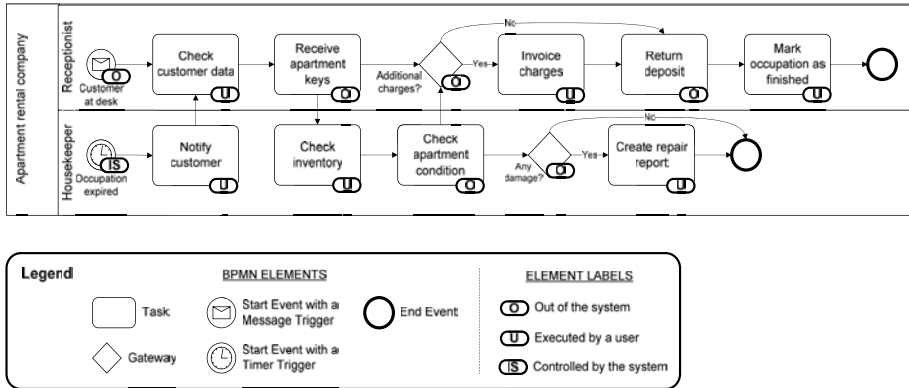 Apartment rental company
Receptionist
Customer
at desk
O
Check
customer data
U
Receive
apartment
keys
O
Additional
charges?
O
No
Yes
Invoice
charges
U
Return
deposit
O
Mark
occupation as
finished
U
Housekeeper
Occupation
expired
IS
Notify
customer
U
Check
inventory
U
Check
apartment
condition
O
Any
damage?
O
No
Yes
Create repair
report
U
Legend
BPMN ELEMENTS
Task
Gateway
Start Event with a
Message Trigger
Start Event with a
Timer Trigger
End Event
ELEMENT LABELS
O Out of the system
U Executed by a user
IS Controlled by the system